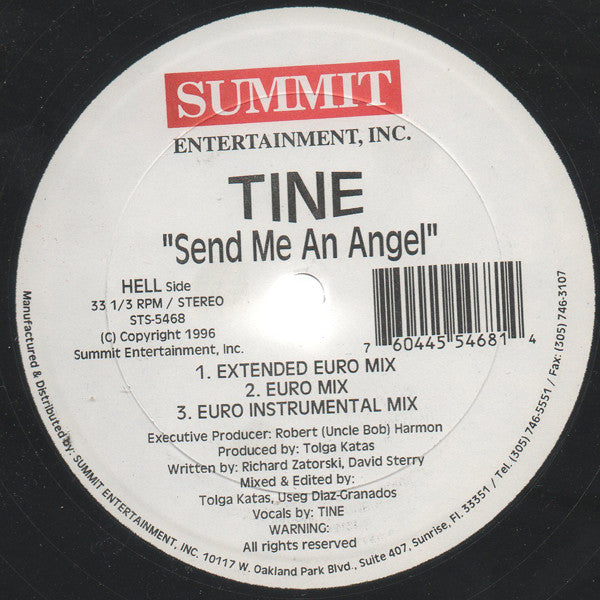 SUMMIT
ENTERTAINMENT, INC.
TINE
"Send Me An Angel"
HELL Side
33 1/3 RPM / STEREO
STS-5468
(C) Copyright 1996
Summit Entertainment, Inc.
7 60445 54681 4
1. EXTENDED EURO MIX
2. EURO MIX
3. EURO INSTRUMENTAL MIX
Executive Producer: Robert (Uncle Bob) Harmon
Produced by: Tolga Katas
Written by: Richard Zatorski, David Sterry
Mixed & Edited by:
Tolga Katas, Useg Diaz-Granados
Vocals by: TINE
WARNING:
All rights reserved
Manufactured & Distributed by: SUMMIT ENTERTAINMENT, INC. 10117 W. Oakland Park Blvd., Suite 407, Sunrise, Fl. 33351 / Tel. (305) 746-5551 / Fax: (305) 746-3107